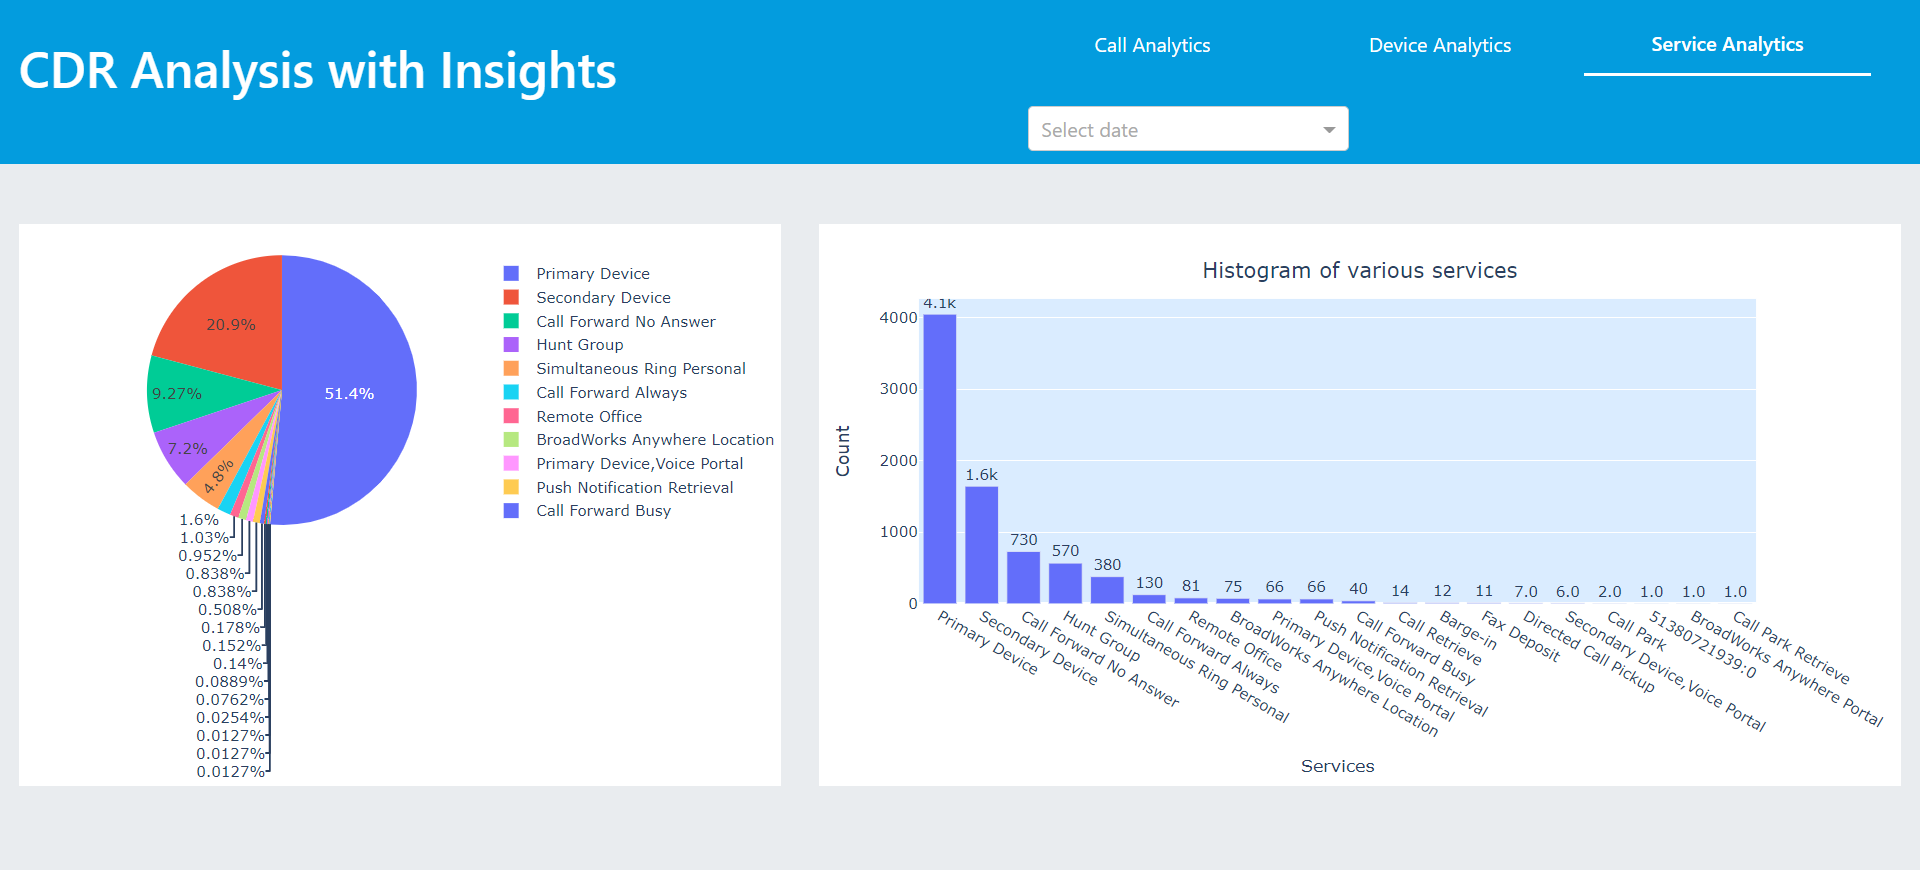 CDR Analysis with Insights
Call Analytics
Device Analytics
Service Analytics
Select date
51.4%
20.9%
9.27%
7.2%
4.8%
1.6%
1.03%
0.952%
0.838%
0.838%
0.508%
0.178%
0.152%
0.14%
0.0889%
0.0762%
0.0254%
0.0127%
0.0127%
0.0127%
Primary Device
Secondary Device
Call Forward No Answer
Hunt Group
Simultaneous Ring Personal
Call Forward Always
Remote Office
BroadWorks Anywhere Location
Primary Device,Voice Portal
Push Notification Retrieval
Call Forward Busy
Histogram of various services
Count
4000
3000
2000
1000
0
4.1k
1.6k
730
570
380
130
81
75
66
66
40
14
12
11
7.0
6.0
2.0
1.0
1.0
1.0
Primary Device
Secondary Device
Call Forward No Answer
Hunt Group
Simultaneous Ring Personal
Call Forward Always
Remote Office
BroadWorks Anywhere Location
Primary Device,Voice Portal
Push Notification Retrieval
Call Forward Busy
Call Retrieve
Barge-in
Fax Deposit
Directed Call Pickup
Secondary Device,Voice Portal
Call Park
51380721939:0
BroadWorks Anywhere Portal
Call Park Retrieve
Services